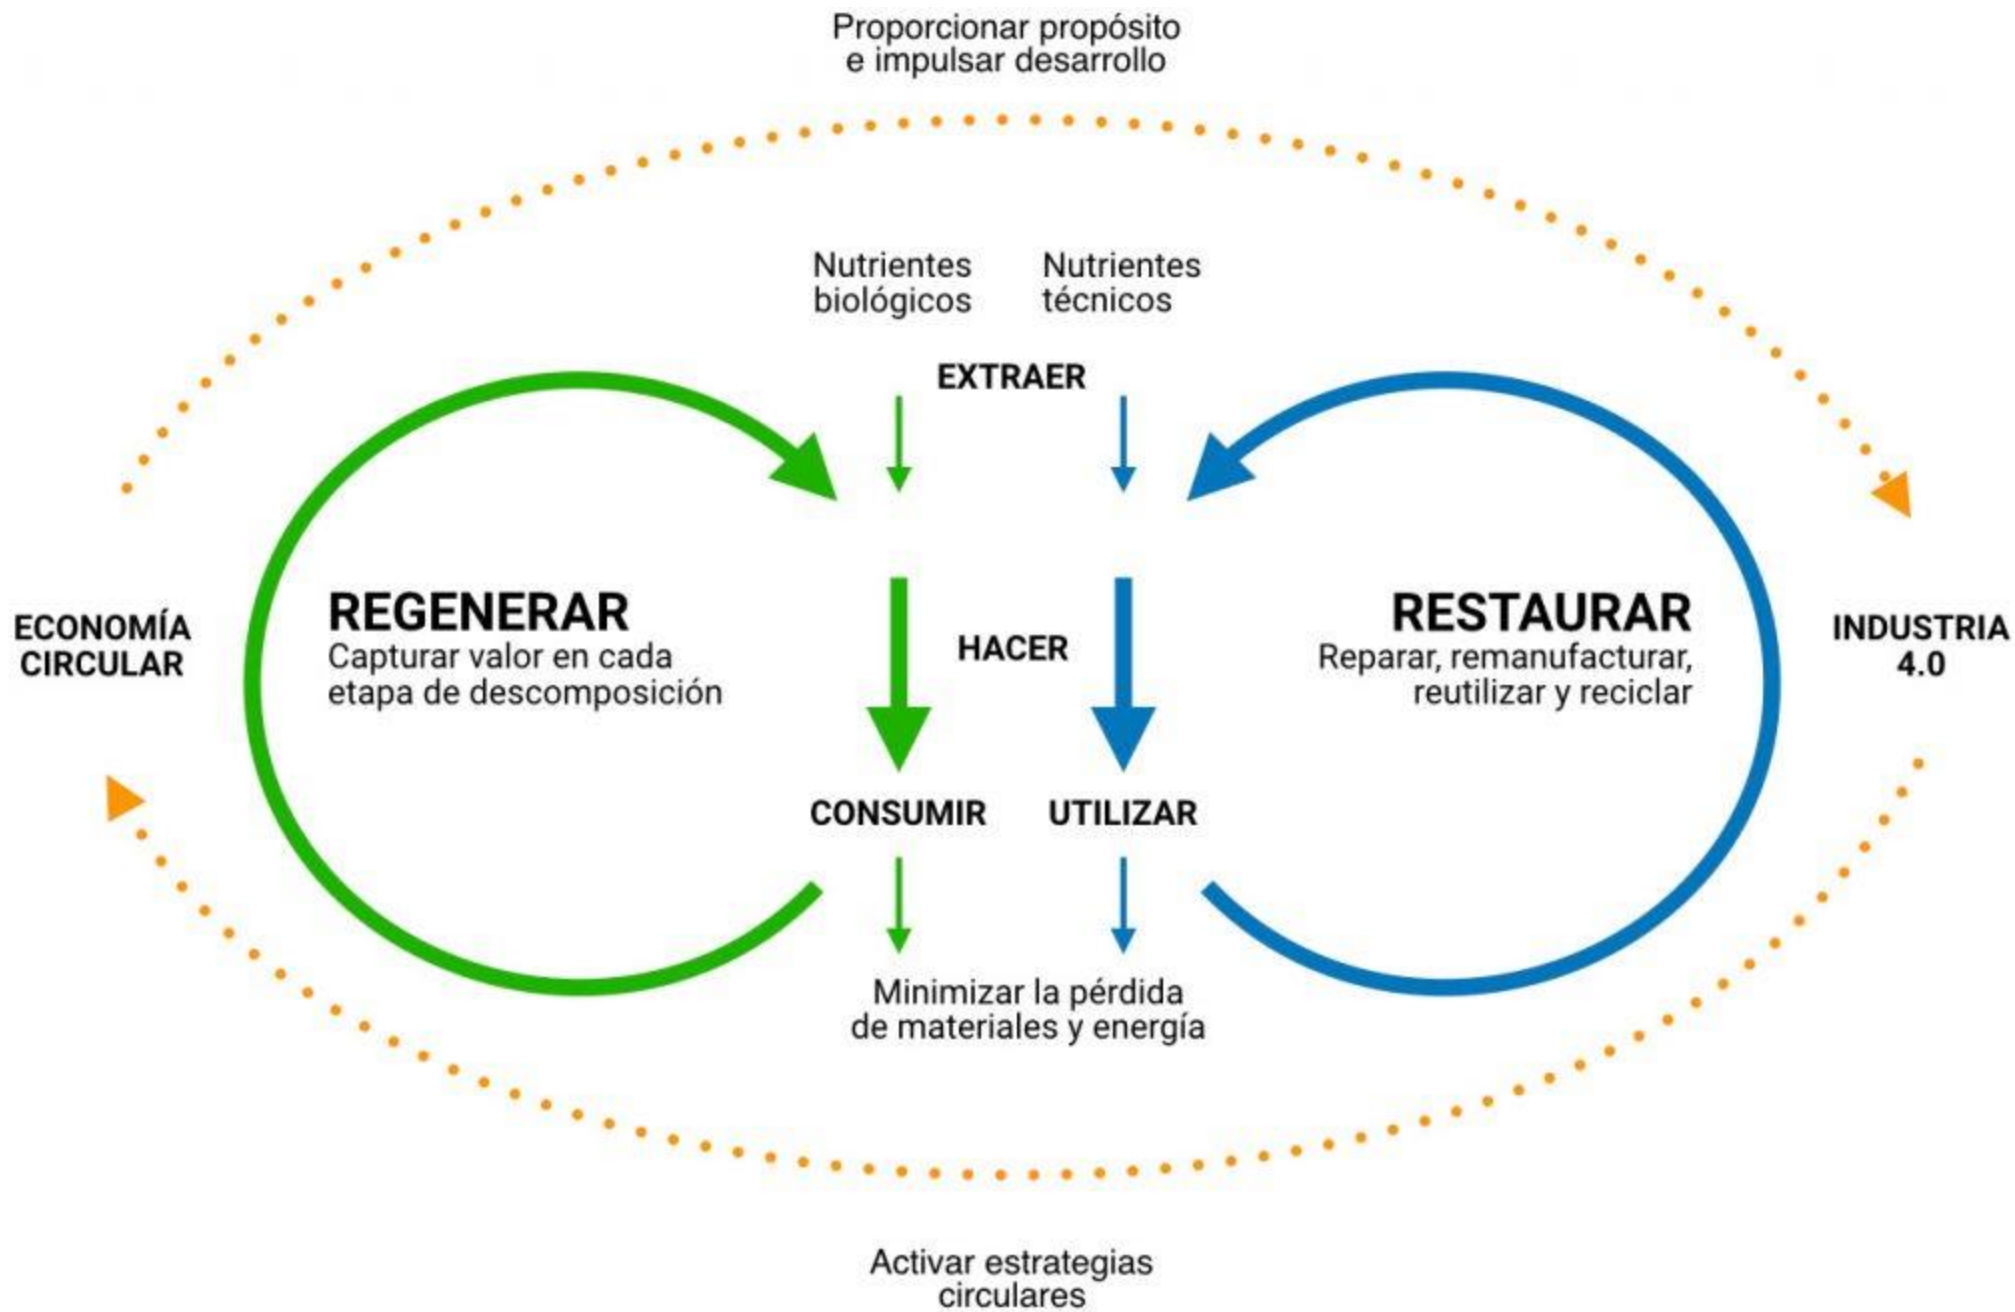 Proporcionar propósito
e impulsar desarrollo
Nutrientes
biológicos
Nutrientes
técnicos
EXTRAER
ECONOMÍA
CIRCULAR
REGENERAR
Capturar valor en cada
etapa de descomposición
HACER
RESTAURAR
Reparar, remanufacturar,
reutilizar y reciclar
INDUSTRIA
4.0
CONSUMIR
UTILIZAR
Minimizar la pérdida
de materiales y energía
Activar estrategias
circulares